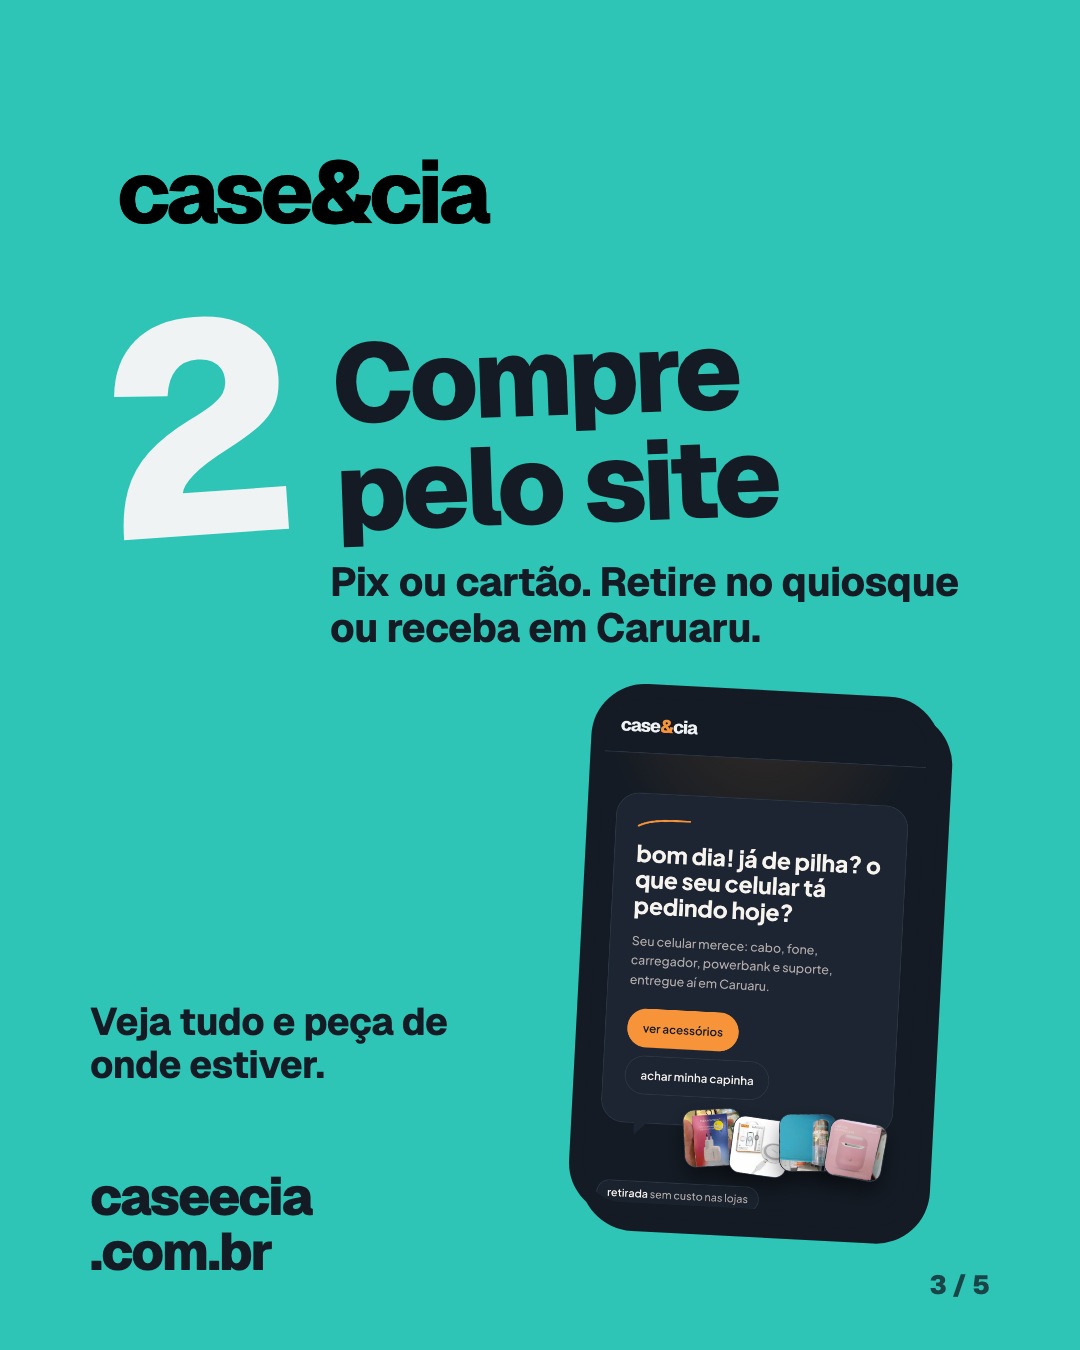 case&cia
2
Compre
pelo site
Pix ou cartão. Retire no quiosque
ou receba em Caruaru.
case&cia
bom dia! já de pilha? o
que seu celular tá
pedindo hoje?
Seu celular merece: cabo, fone,
carregador, powerbank e suporte,
entregue aí em Caruaru.
ver acessórios
achar minha capinha
retirada sem custo nas lojas
Veja tudo e peça de
onde estiver.
caseecia
.com.br
3 / 5